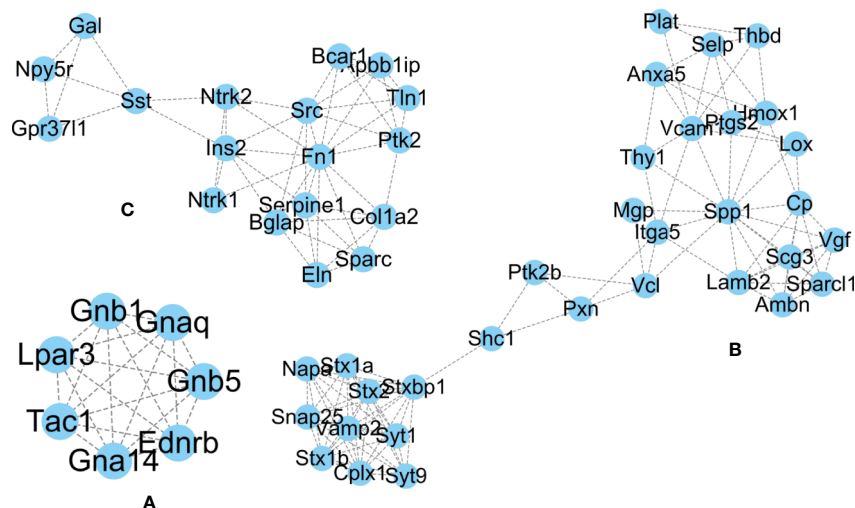 Gal
Npy5r
Gpr37l1
Sst
Ntrk2
Ins2
Ntrk1
Bcar1
Apbb1ip
Tln1
Src
Ptk2
Fn1
Serpine1
Bglap
Col1a2
Sparc
Eln
C
Plat
Selp
Thbd
Anxa5
Hmox1
Ptgs2
Vcam1
Lox
Thy1
Mgp
Spp1
Cp
Itga5
Vgf
Scg3
Lamb2
Sparcl1
Ambn
Ptk2b
Vcl
Pxn
Shc1
B
Gnb1
Gnaq
Lpar3
Gnb5
Tac1
Ednrb
Gna14
A
Napa
Stx1a
Stx2
Stxbp1
Snap25
Vamp2
Syt1
Stx1b
Cplx1
Syt9